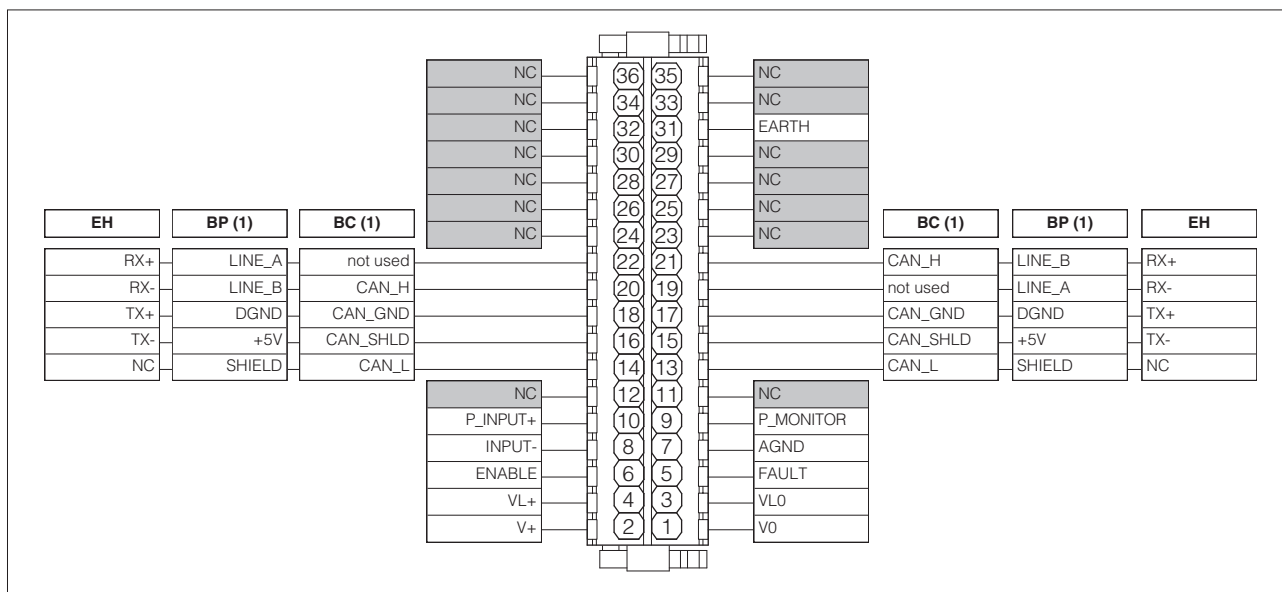 NC 36 35 NC
NC 34 33 NC
NC 32 31 EARTH
NC 30 29 NC
NC 28 27 NC
NC 26 25 NC
NC 24 23 NC
EH BP (1) BC (1) BC (1) BP (1) EH
RX+ LINE_A not used 22 21 CAN_H LINE_B RX+
RX- LINE_B CAN_H 20 19 not used LINE_A RX-
TX+ DGND CAN_GND 18 17 CAN_GND DGND TX+
TX- +5V CAN_SHLD 16 15 CAN_SHLD +5V TX-
NC SHIELD CAN_L 14 13 CAN_L SHIELD NC
NC 12 11 NC
P_INPUT+ 10 9 P_MONITOR
INPUT- 8 7 AGND
ENABLE 6 5 FAULT
VL+ 4 3 VL0
V+ 2 1 V0